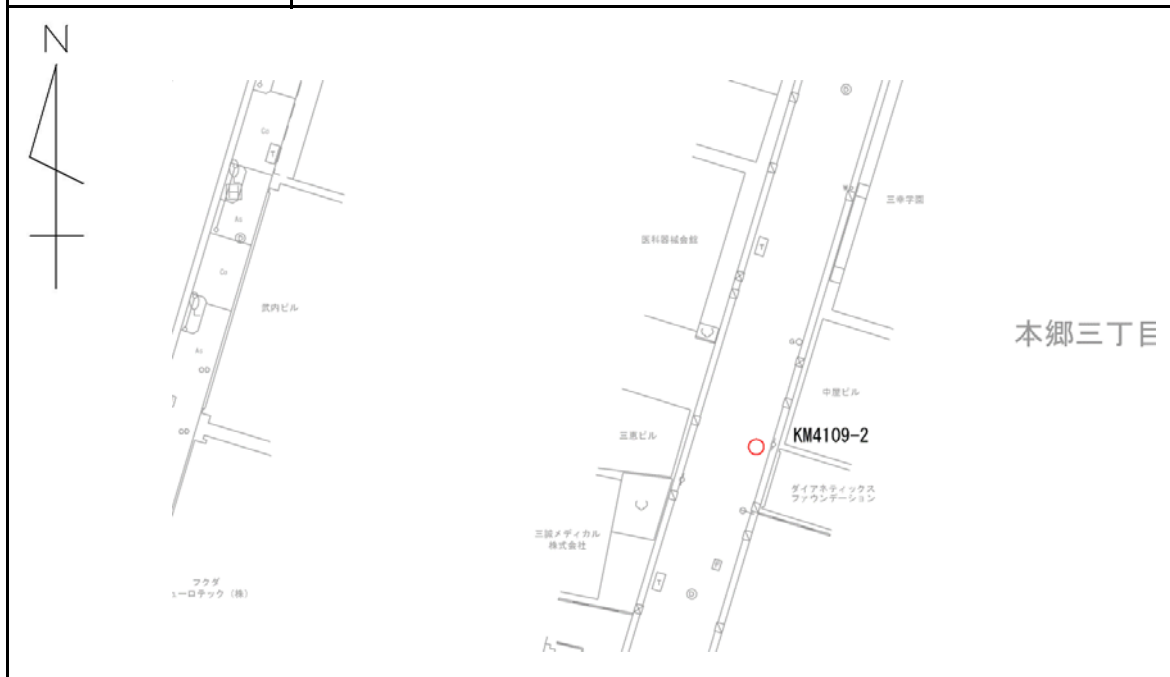 N
Co
T
As
D
Co
武内ビル
As
フクダ
ューロテック（株）
D
三幸学園
医科器械会館
T
本郷三丁目
中屋ビル
三恵ビル
KM4109-2
ダイアネティックス
ファウンデーション
三誠メディカル
株式会社
T
D